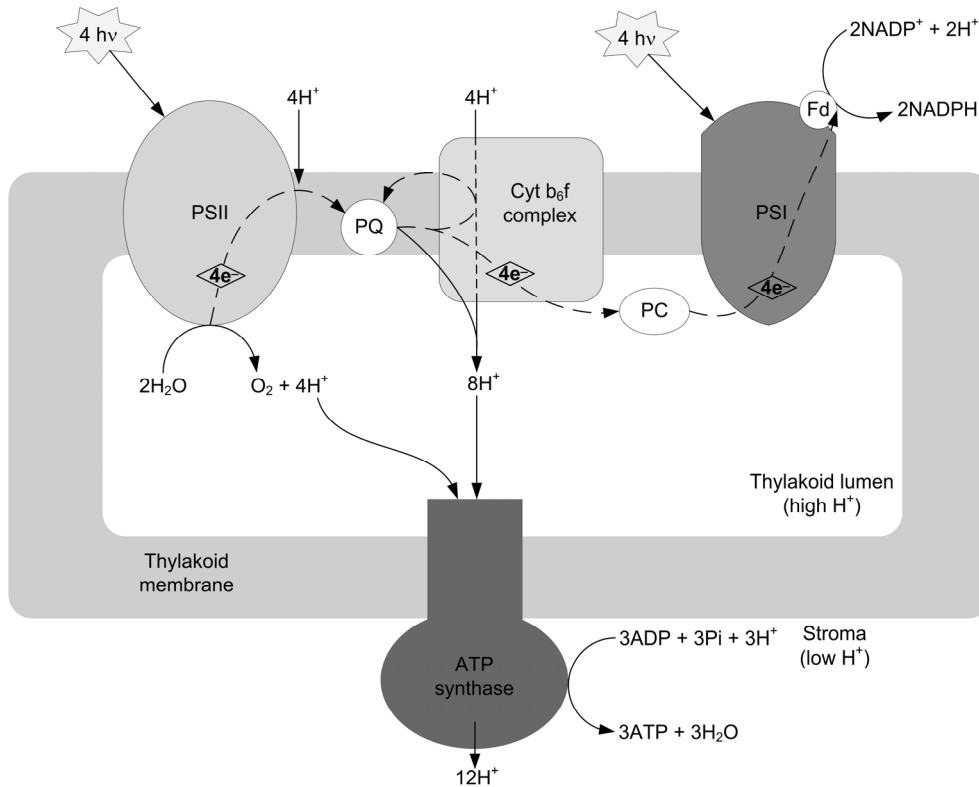 4 hν
4 hν
2NADP⁺ + 2H⁺
4H⁺
4H⁺
Fd
2NADPH
PSII
Cyt b₆f
complex
PSI
PQ
4e⁻
4e⁻
4e⁻
PC
2H₂O
O₂ + 4H⁺
8H⁺
Thylakoid lumen
(high H⁺)
Thylakoid
membrane
3ADP + 3Pi + 3H⁺
Stroma
(low H⁺)
ATP
synthase
3ATP + 3H₂O
12H⁺